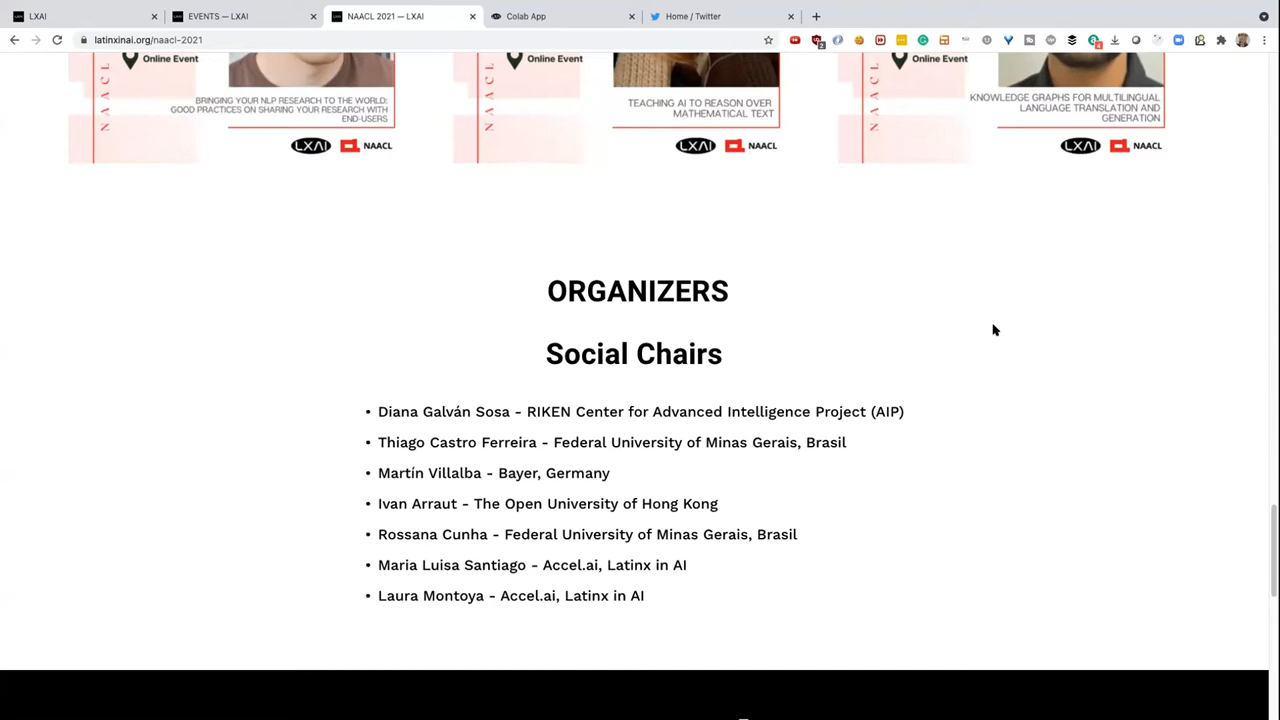 LXAI
EVENTS — LXAI
NAACL 2021 — LXAI
Colab App
Home / Twitter
latinxinai.org/naacl-2021
NAACL
Online Event
BRINGING YOUR NLP RESEARCH TO THE WORLD:
GOOD PRACTICES ON SHARING YOUR RESEARCH WITH
END-USERS
LXAI NAACL
NAACL
Online Event
TEACHING AI TO REASON OVER
MATHEMATICAL TEXT
LXAI NAACL
NAACL
Online Event
KNOWLEDGE GRAPHS FOR MULTILINGUAL
LANGUAGE TRANSLATION AND
GENERATION
LXAI NAACL
ORGANIZERS
Social Chairs
• Diana Galván Sosa - RIKEN Center for Advanced Intelligence Project (AIP)
• Thiago Castro Ferreira - Federal University of Minas Gerais, Brasil
• Martín Villalba - Bayer, Germany
• Ivan Arraut - The Open University of Hong Kong
• Rossana Cunha - Federal University of Minas Gerais, Brasil
• Maria Luisa Santiago - Accel.ai, Latinx in AI
• Laura Montoya - Accel.ai, Latinx in AI